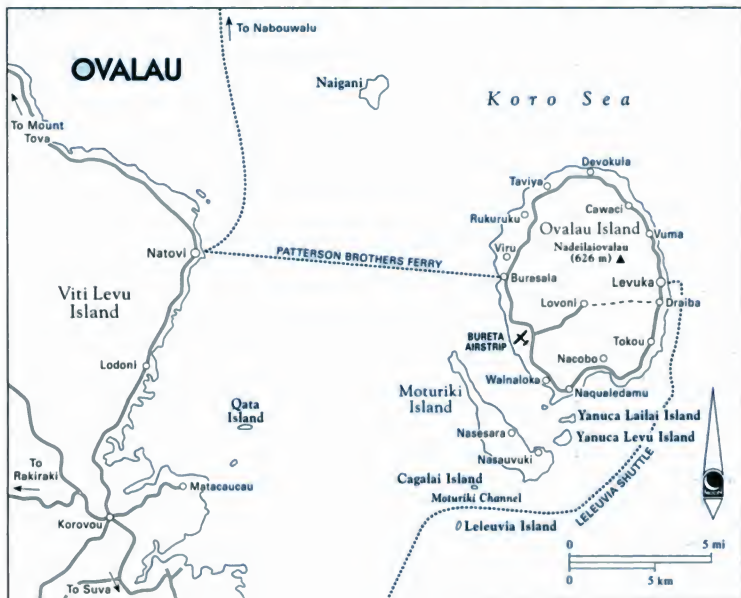 To Nabouwalu
OVALAU
Naigani
Koro Sea
To Mount
Tova
Devokula
Taviya
Cawaci
Rukuruku
Ovalau Island
Vuma
Nadeilaiovalau
(626 m)
Viru
Natovi
PATTERSON BROTHERS FERRY
Buresala
Levuka
Viti Levu
Island
Lovoni
Draiba
BURETA
AIRSTRIP
Tokou
Lodoni
Nacobo
Wainaloka
Naqualedamu
Moturiki
Island
Qata
Island
Yanuca Lailai Island
Nasesara
Yanuca Levu Island
To
Rakiraki
Nasauvuki
Matacaucau
Cagalai Island
Moturiki Channel
LELEUVIA SHUTTLE
Korovou
Leleuvia Island
0 5 mi
0 5 km
To Suva